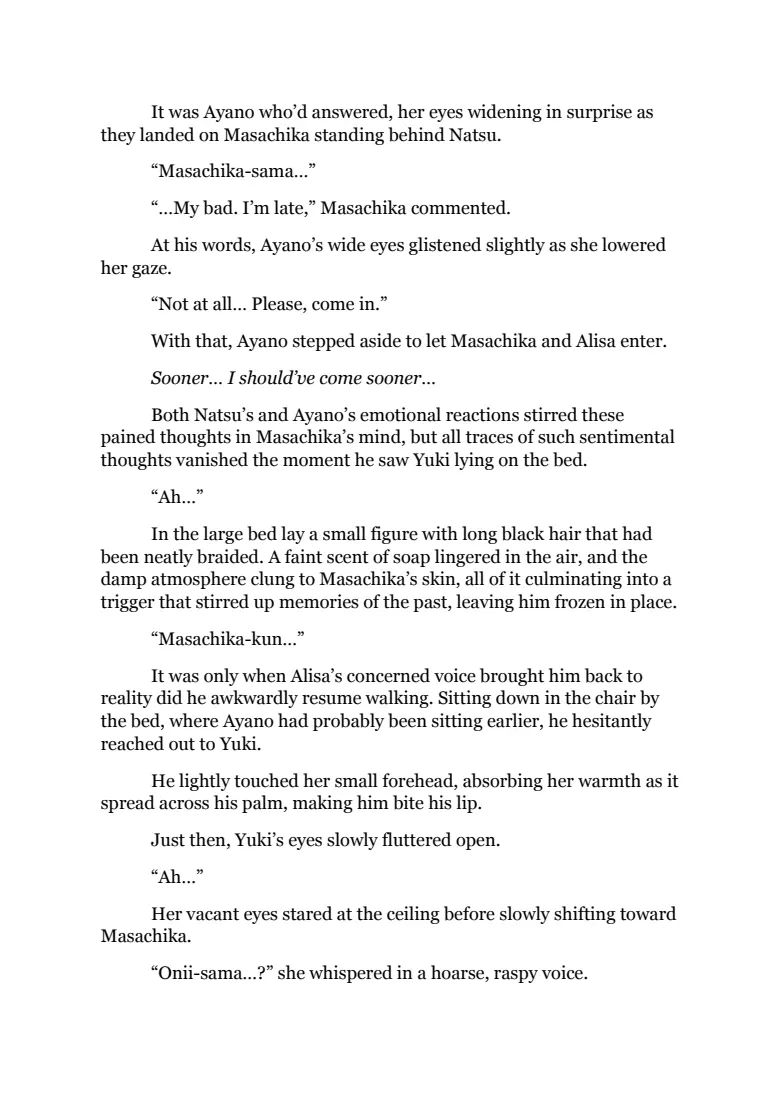 It was Ayano who’d answered, her eyes widening in surprise as
they landed on Masachika standing behind Natsu.
“Masachika-sama…”
“…My bad. I’m late,” Masachika commented.
At his words, Ayano’s wide eyes glistened slightly as she lowered
her gaze.
“Not at all… Please, come in.”
With that, Ayano stepped aside to let Masachika and Alisa enter.
Sooner… I should’ve come sooner…
Both Natsu’s and Ayano’s emotional reactions stirred these
pained thoughts in Masachika’s mind, but all traces of such sentimental
thoughts vanished the moment he saw Yuki lying on the bed.
“Ah…”
In the large bed lay a small figure with long black hair that had
been neatly braided. A faint scent of soap lingered in the air, and the
damp atmosphere clung to Masachika’s skin, all of it culminating into a
trigger that stirred up memories of the past, leaving him frozen in place.
“Masachika-kun…”
It was only when Alisa’s concerned voice brought him back to
reality did he awkwardly resume walking. Sitting down in the chair by
the bed, where Ayano had probably been sitting earlier, he hesitantly
reached out to Yuki.
He lightly touched her small forehead, absorbing her warmth as it
spread across his palm, making him bite his lip.
Just then, Yuki’s eyes slowly fluttered open.
“Ah…”
Her vacant eyes stared at the ceiling before slowly shifting toward
Masachika.
“Onii-sama…?” she whispered in a hoarse, raspy voice.